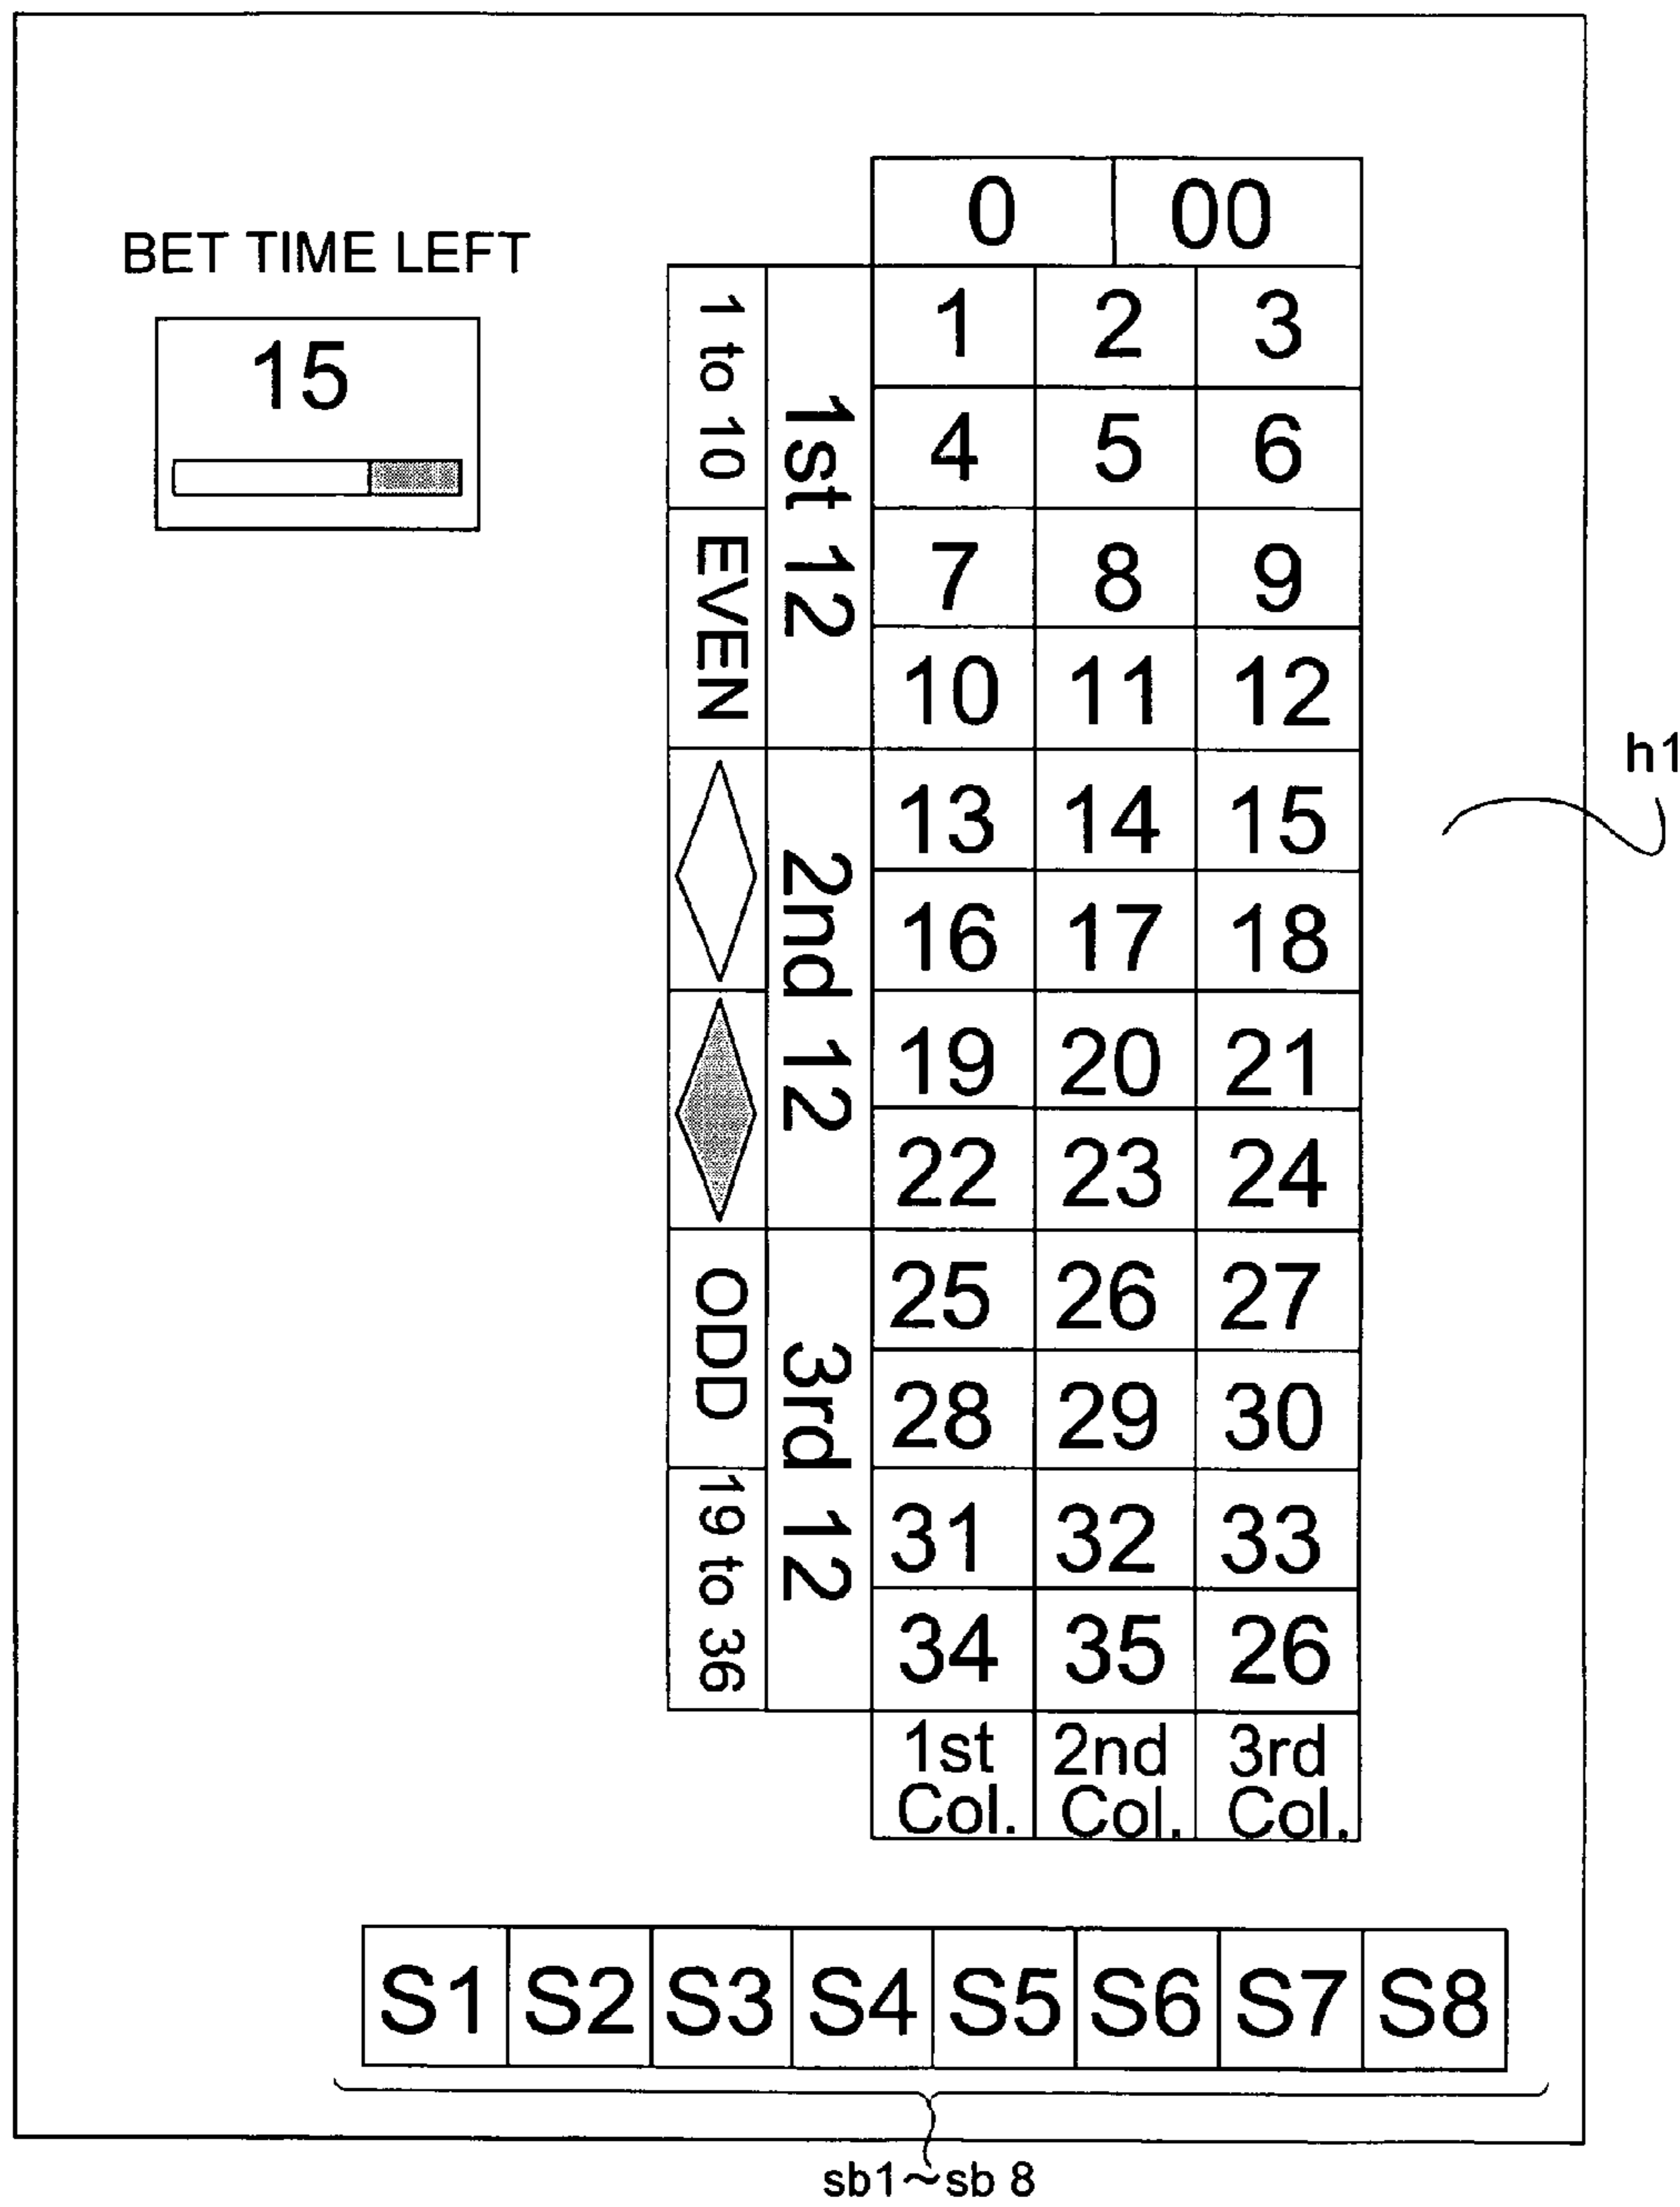 0 00
BET TIME LEFT
15
1 to 10
EVEN
ODD
19 to 36
1st 12
2nd 12
3rd 12
1 2 3
4 5 6
7 8 9
10 11 12
13 14 15
16 17 18
19 20 21
22 23 24
25 26 27
28 29 30
31 32 33
34 35 26
1st 2nd 3rd
Col. Col. Col.
h1
S1 S2 S3 S4 S5 S6 S7 S8
sb1~sb 8